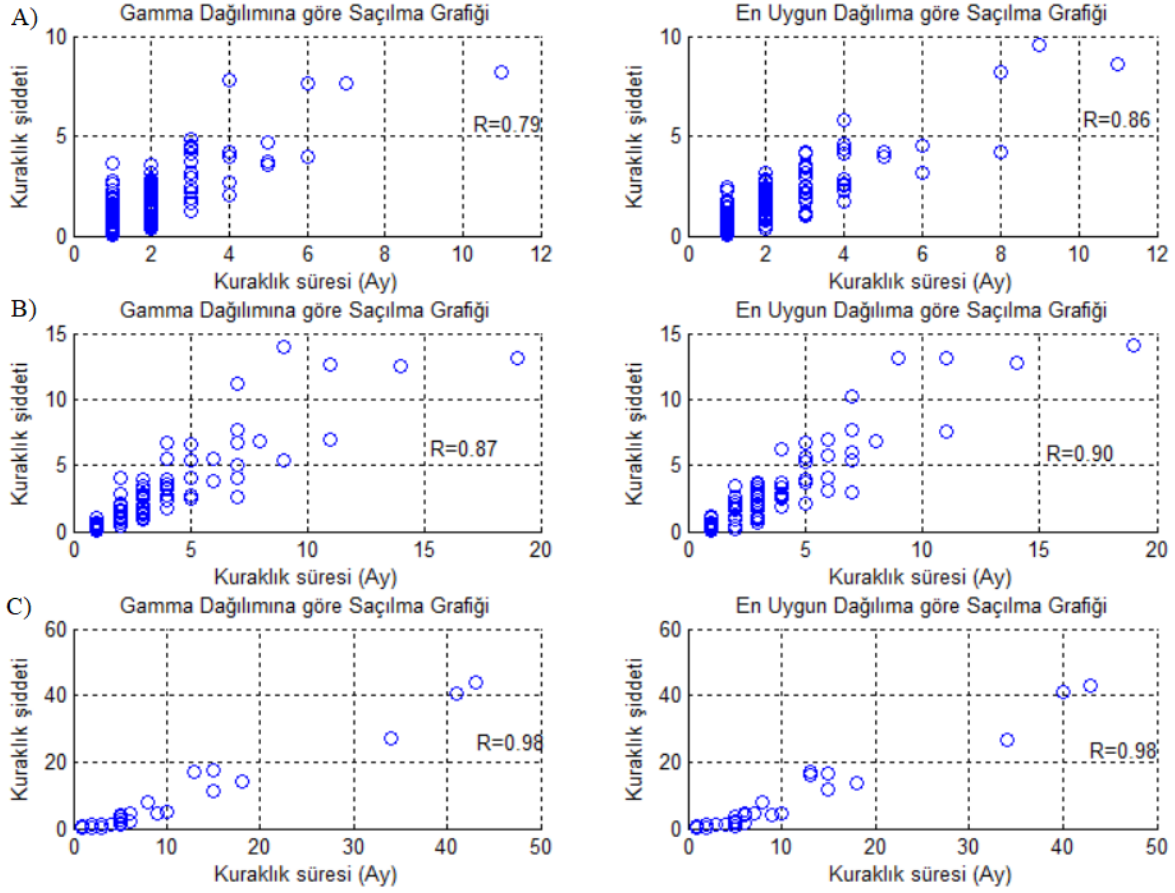 A)
Gamma Dağılımına göre Saçılma Grafiği
10
5
0
Kuraklık şiddeti
R=0.79
0 2 4 6 8 10 12
Kuraklık süresi (Ay)
En Uygun Dağılıma göre Saçılma Grafiği
10
5
0
Kuraklık şiddeti
R=0.86
0 2 4 6 8 10 12
Kuraklık süresi (Ay)
B)
Gamma Dağılımına göre Saçılma Grafiği
15
10
5
0
Kuraklık şiddeti
R=0.87
0 5 10 15 20
Kuraklık süresi (Ay)
En Uygun Dağılıma göre Saçılma Grafiği
15
10
5
0
Kuraklık şiddeti
R=0.90
0 5 10 15 20
Kuraklık süresi (Ay)
C)
Gamma Dağılımına göre Saçılma Grafiği
60
40
20
0
Kuraklık şiddeti
R=0.98
0 10 20 30 40 50
Kuraklık süresi (Ay)
En Uygun Dağılıma göre Saçılma Grafiği
60
40
20
0
Kuraklık şiddeti
R=0.98
0 10 20 30 40 50
Kuraklık süresi (Ay)